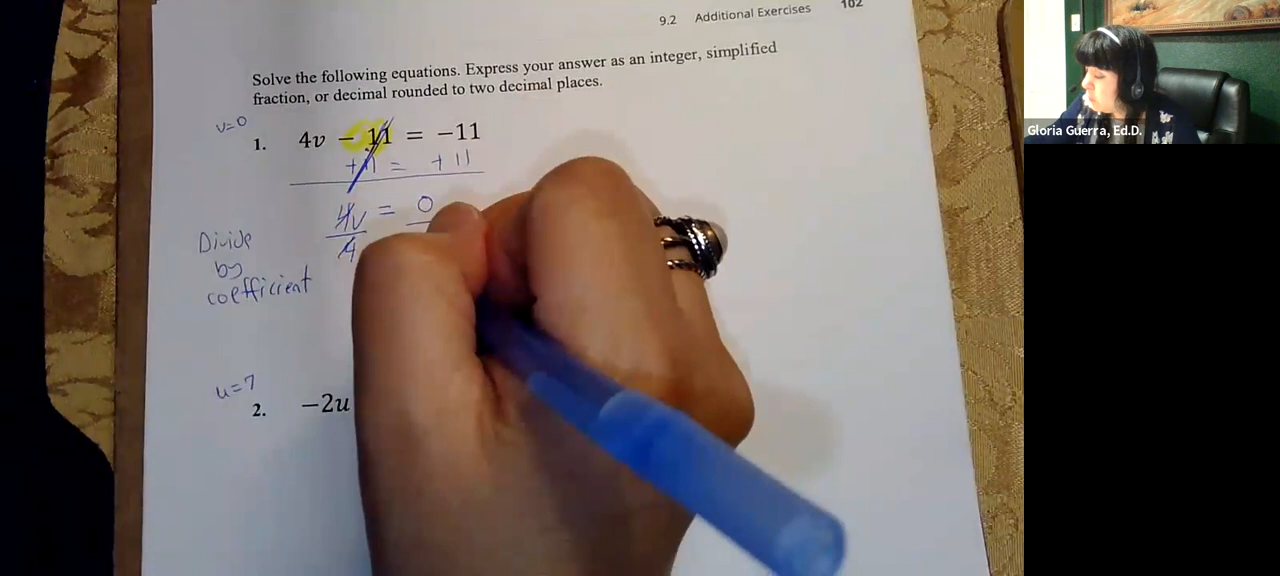 9.2 Additional Exercises 102
Solve the following equations. Express your answer as an integer, simplified
fraction, or decimal rounded to two decimal places.
v=0
1. 4v − 11 = −11
+11 = +11
4v = 0
4
Divide
by
coefficient
u=7
2. −2u
Gloria Guerra, Ed.D.